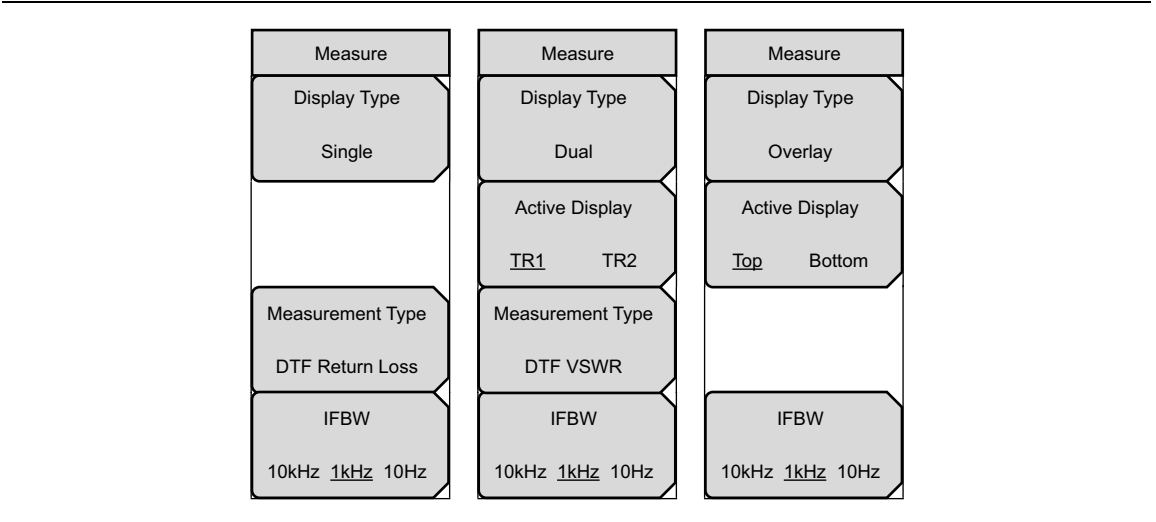 Measure
Display Type
Single
Measurement Type
DTF Return Loss
IFBW
10kHz 1kHz 10Hz
Measure
Display Type
Dual
Active Display
TR1 TR2
Measurement Type
DTF VSWR
IFBW
10kHz 1kHz 10Hz
Measure
Display Type
Overlay
Active Display
Top Bottom
IFBW
10kHz 1kHz 10Hz